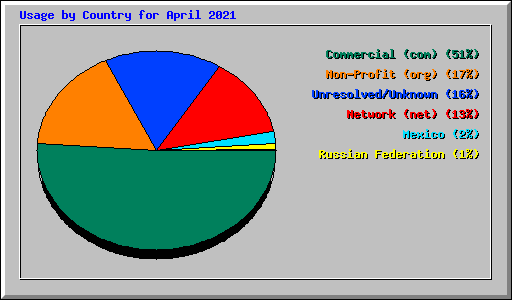 Usage by Country for April 2021
Commercial (com) (51%)
Non-Profit (org) (17%)
Unresolved/Unknown (16%)
Network (net) (13%)
Mexico (2%)
Russian Federation (1%)